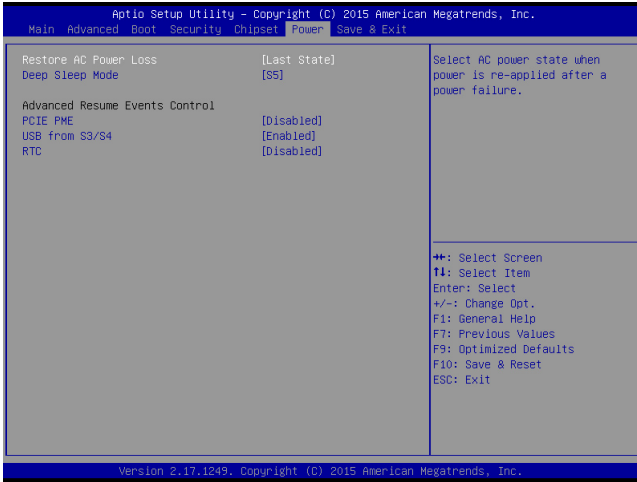 Aptio Setup Utility – Copyright (C) 2015 American Megatrends, Inc.
Main Advanced Boot Security Chipset Power Save & Exit
Restore AC Power Loss [Last State]
Deep Sleep Mode [S5]
Advanced Resume Events Control
PCIE PME [Disabled]
USB from S3/S4 [Enabled]
RTC [Disabled]
Select AC power state when
power is re-applied after a
power failure.
→←: Select Screen
↑↓: Select Item
Enter: Select
+/-: Change Opt.
F1: General Help
F7: Previous Values
F9: Optimized Defaults
F10: Save & Reset
ESC: Exit
Version 2.17.1249. Copyright (C) 2015 American Megatrends, Inc.